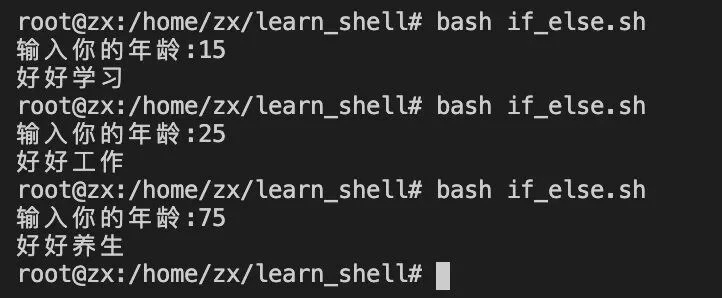 root@zx:/home/zx/learn_shell# bash if_else.sh
输入你的年龄:15
好好学习
root@zx:/home/zx/learn_shell# bash if_else.sh
输入你的年龄:25
好好工作
root@zx:/home/zx/learn_shell# bash if_else.sh
输入你的年龄:75
好好养生
root@zx:/home/zx/learn_shell#